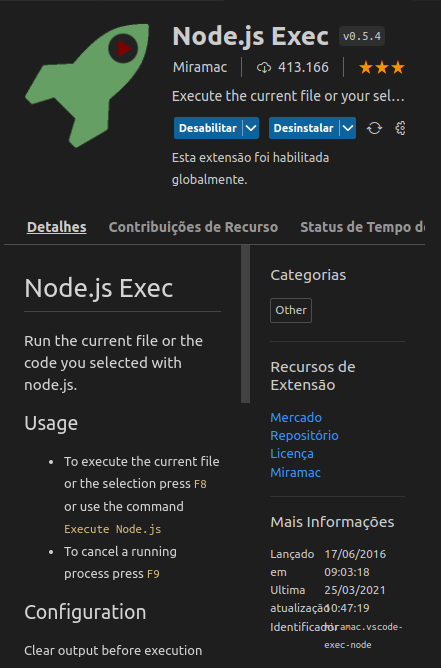 Node.js Exec v0.5.4
Miramac 413.166
Execute the current file or your sel...
Desabilitar Desinstalar
Esta extensão foi habilitada
globalmente.
Detalhes Contribuições de Recurso Status de Tempo d
Node.js Exec
Run the current file or the
code you selected with
node.js.
Usage
• To execute the current file
or the selection press F8
or use the command
Execute Node.js
• To cancel a running
process press F9
Configuration
Clear output before execution
Categorias
Other
Recursos de
Extensão
Mercado
Repositório
Licença
Miramac
Mais Informações
Lançado 17/06/2016
em 09:03:18
Ultima 25/03/2021
atualização 10:47:19
Identificador miramac.vscode-
exec-node